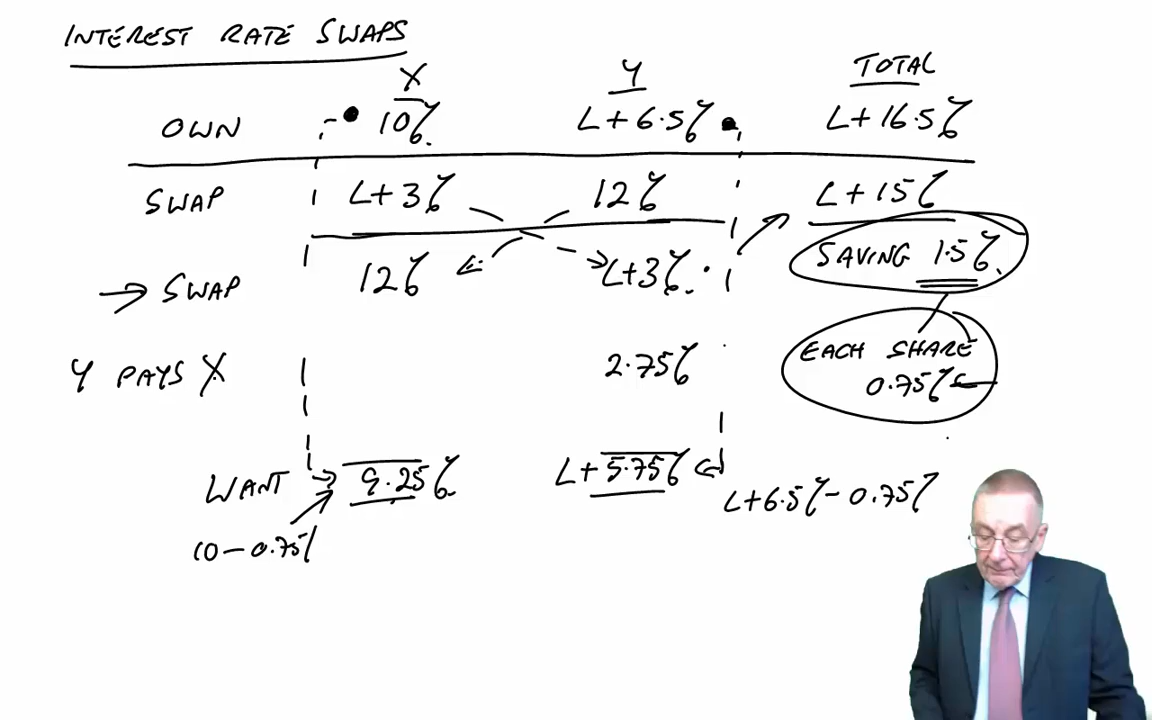 INTEREST RATE SWAPS
X Y TOTAL
OWN 10% L+6.5% L+16.5%
SWAP L+3% 12% L+15%
SAVING 1.5%
→ SWAP 12% L+3%
EACH SHARE
Y PAYS X 2.75%
0.75%
WANT → 9.25% L+5.75%
L+6.5%-0.75%
10-0.75%